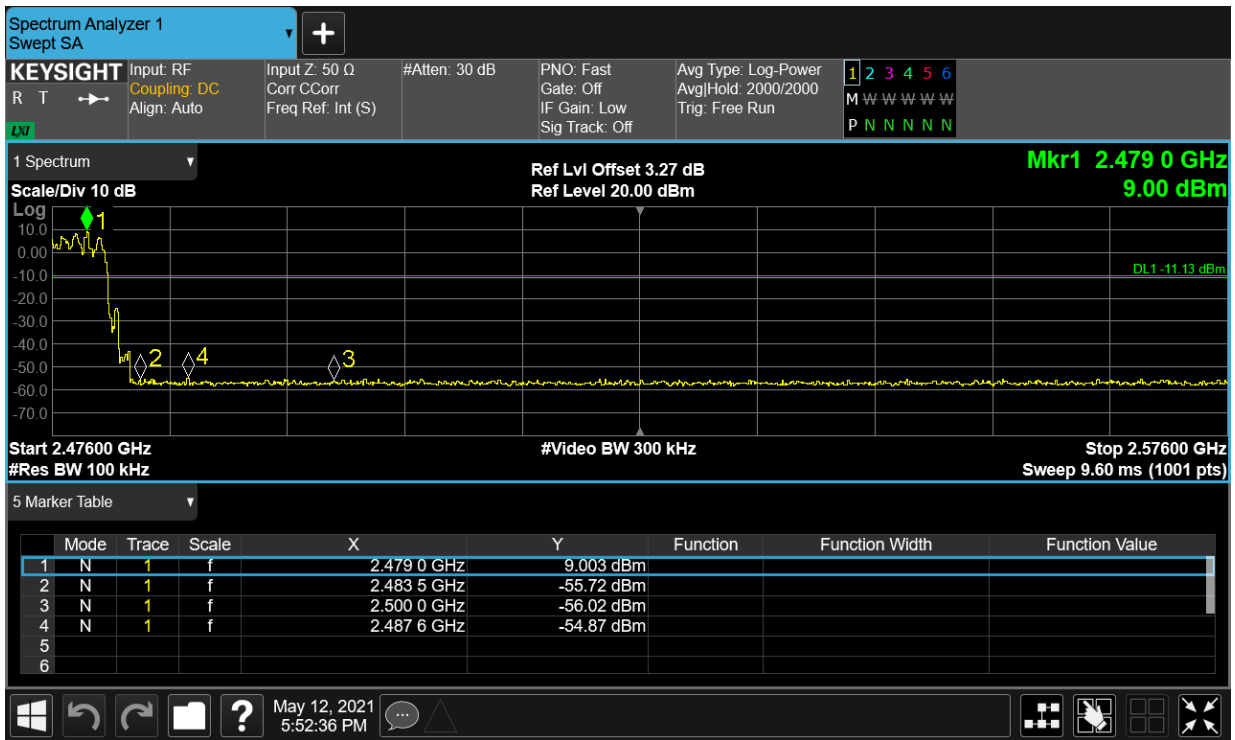 Spectrum Analyzer 1
Swept SA
+
KEYSIGHT Input: RF Input Z: 50 Ω #Atten: 30 dB PNO: Fast Avg Type: Log-Power 1 2 3 4 5 6
R T Coupling: DC Corr CCorr Gate: Off Avg|Hold: 2000/2000 M W W W W W
Align: Auto Freq Ref: Int (S) IF Gain: Low Trig: Free Run
LXI Sig Track: Off P N N N N N
1 Spectrum Ref Lvl Offset 3.27 dB Mkr1 2.479 0 GHz
Scale/Div 10 dB Ref Level 20.00 dBm 9.00 dBm
Log
1
10.0
0.00
-10.0 DL1 -11.13 dBm
-20.0
-30.0
-40.0
2 4 3
-50.0
-60.0
-70.0
Start 2.47600 GHz #Video BW 300 kHz Stop 2.57600 GHz
#Res BW 100 kHz Sweep 9.60 ms (1001 pts)
5 Marker Table
Mode Trace Scale X Y Function Function Width Function Value
1 N 1 f 2.479 0 GHz 9.003 dBm
2 N 1 f 2.483 5 GHz -55.72 dBm
3 N 1 f 2.500 0 GHz -56.02 dBm
4 N 1 f 2.487 6 GHz -54.87 dBm
5
6
? May 12, 2021
5:52:36 PM